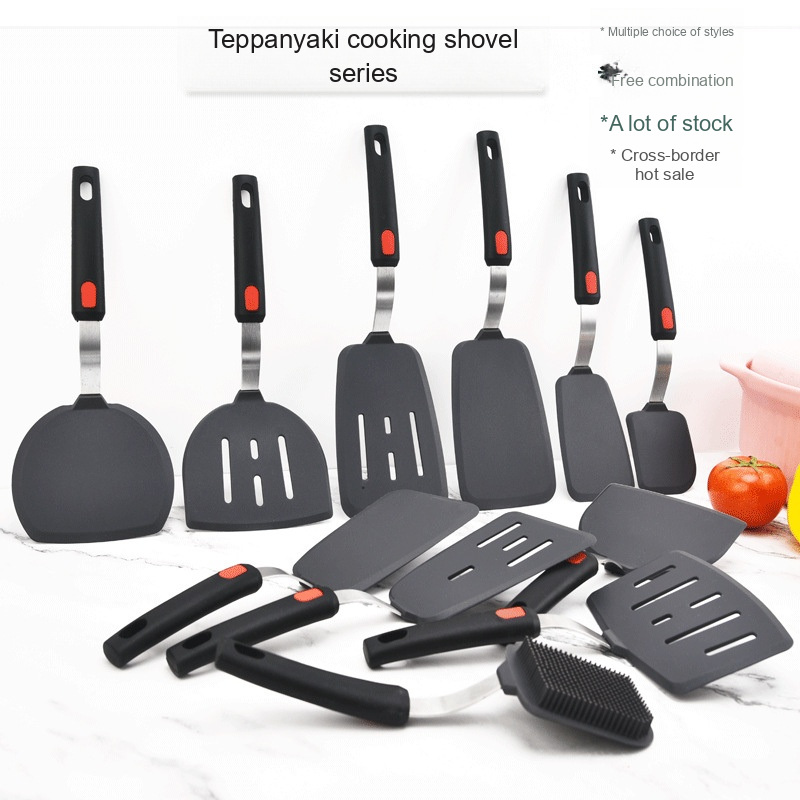 Teppanyaki cooking shovel
series
* Multiple choice of styles
Free combination
*A lot of stock
* Cross-border
hot sale